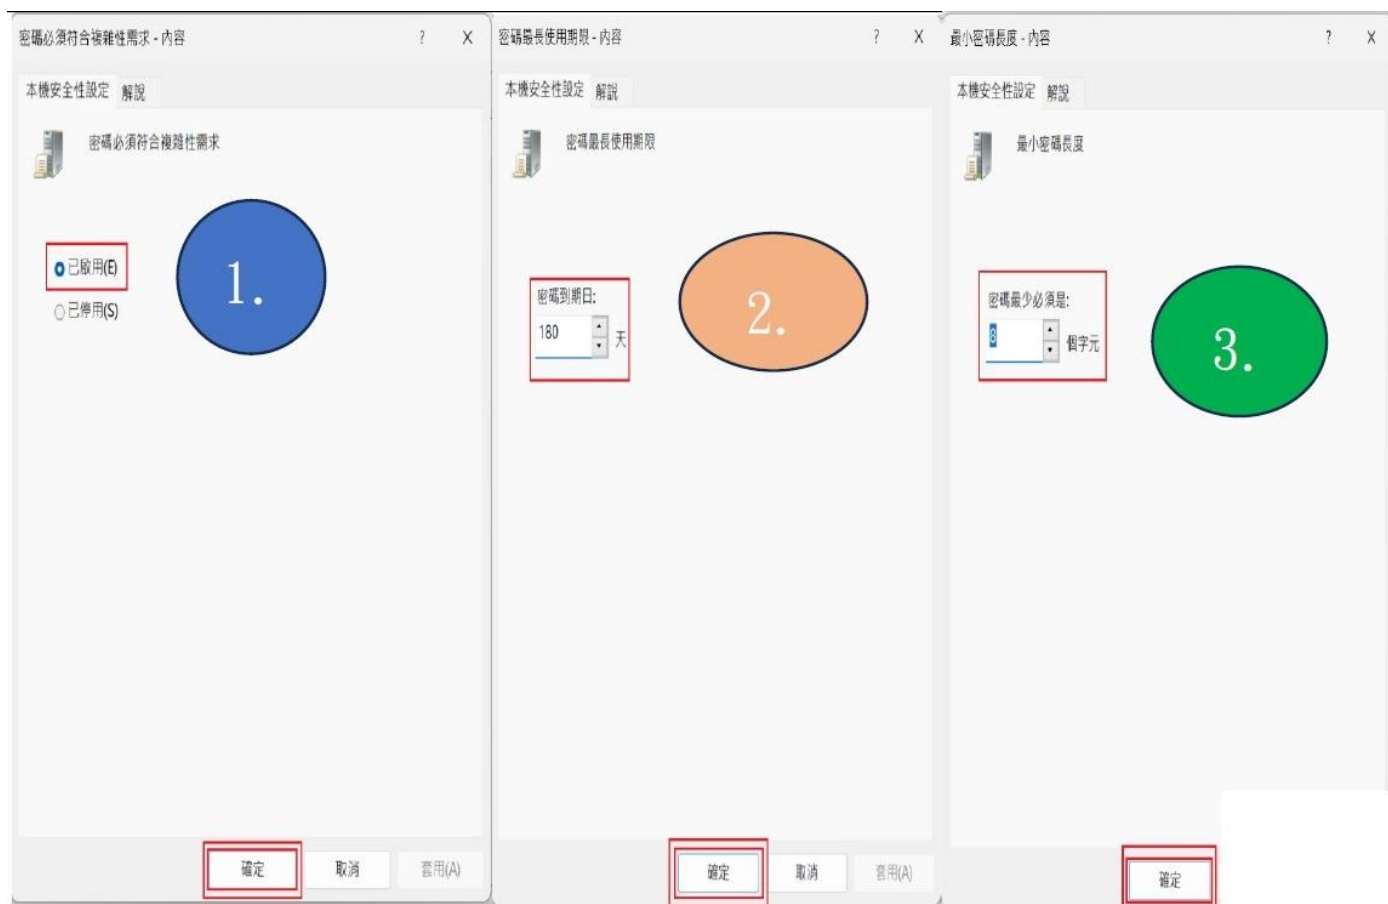 密碼必須符合複雜性需求 - 內容 ? X
本機安全性設定 解說
密碼必須符合複雜性需求
已啟用(E)
已停用(S)
1.
確定 取消 套用(A)
密碼最長使用期限 - 內容 ? X
本機安全性設定 解說
密碼最長使用期限
密碼到期日:
180 天
2.
確定 取消 套用(A)
最小密碼長度 - 內容 ? X
本機安全性設定 解說
最小密碼長度
密碼最少必須是:
8 個字元
3.
確定